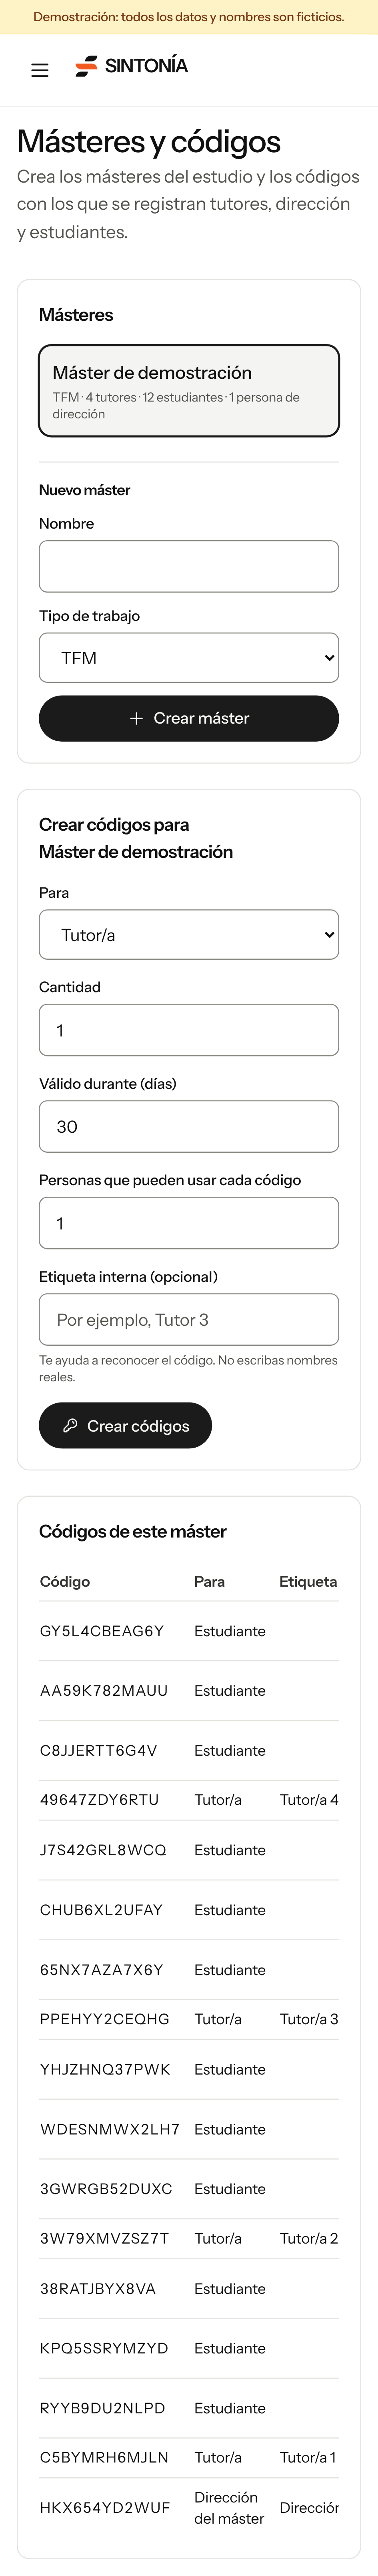 Demostración: todos los datos y nombres son ficticios.
SINTONÍA
Másteres y códigos
Crea los másteres del estudio y los códigos
con los que se registran tutores, dirección
y estudiantes.
Másteres
Máster de demostración
TFM · 4 tutores · 12 estudiantes · 1 persona de
dirección
Nuevo máster
Nombre
Tipo de trabajo
TFM
Crear máster
Crear códigos para
Máster de demostración
Para
Tutor/a
Cantidad
1
Válido durante (días)
30
Personas que pueden usar cada código
1
Etiqueta interna (opcional)
Por ejemplo, Tutor 3
Te ayuda a reconocer el código. No escribas nombres
reales.
Crear códigos
Códigos de este máster
Código Para Etiqueta
GY5L4CBEAG6Y Estudiante
AA59K782MAUU Estudiante
C8JJERTT6G4V Estudiante
49647ZDY6RTU Tutor/a Tutor/a 4
J7S42GRL8WCQ Estudiante
CHUB6XL2UFAY Estudiante
65NX7AZA7X6Y Estudiante
PPEHYY2CEQHG Tutor/a Tutor/a 3
YHJZHNQ37PWK Estudiante
WDESNMWX2LH7 Estudiante
3GWRGB52DUXC Estudiante
3W79XMVZSZ7T Tutor/a Tutor/a 2
38RATJBYX8VA Estudiante
KPQ5SSRYMZYD Estudiante
RYYB9DU2NLPD Estudiante
C5BYMRH6MJLN Tutor/a Tutor/a 1
HKX654YD2WUF Dirección del máster